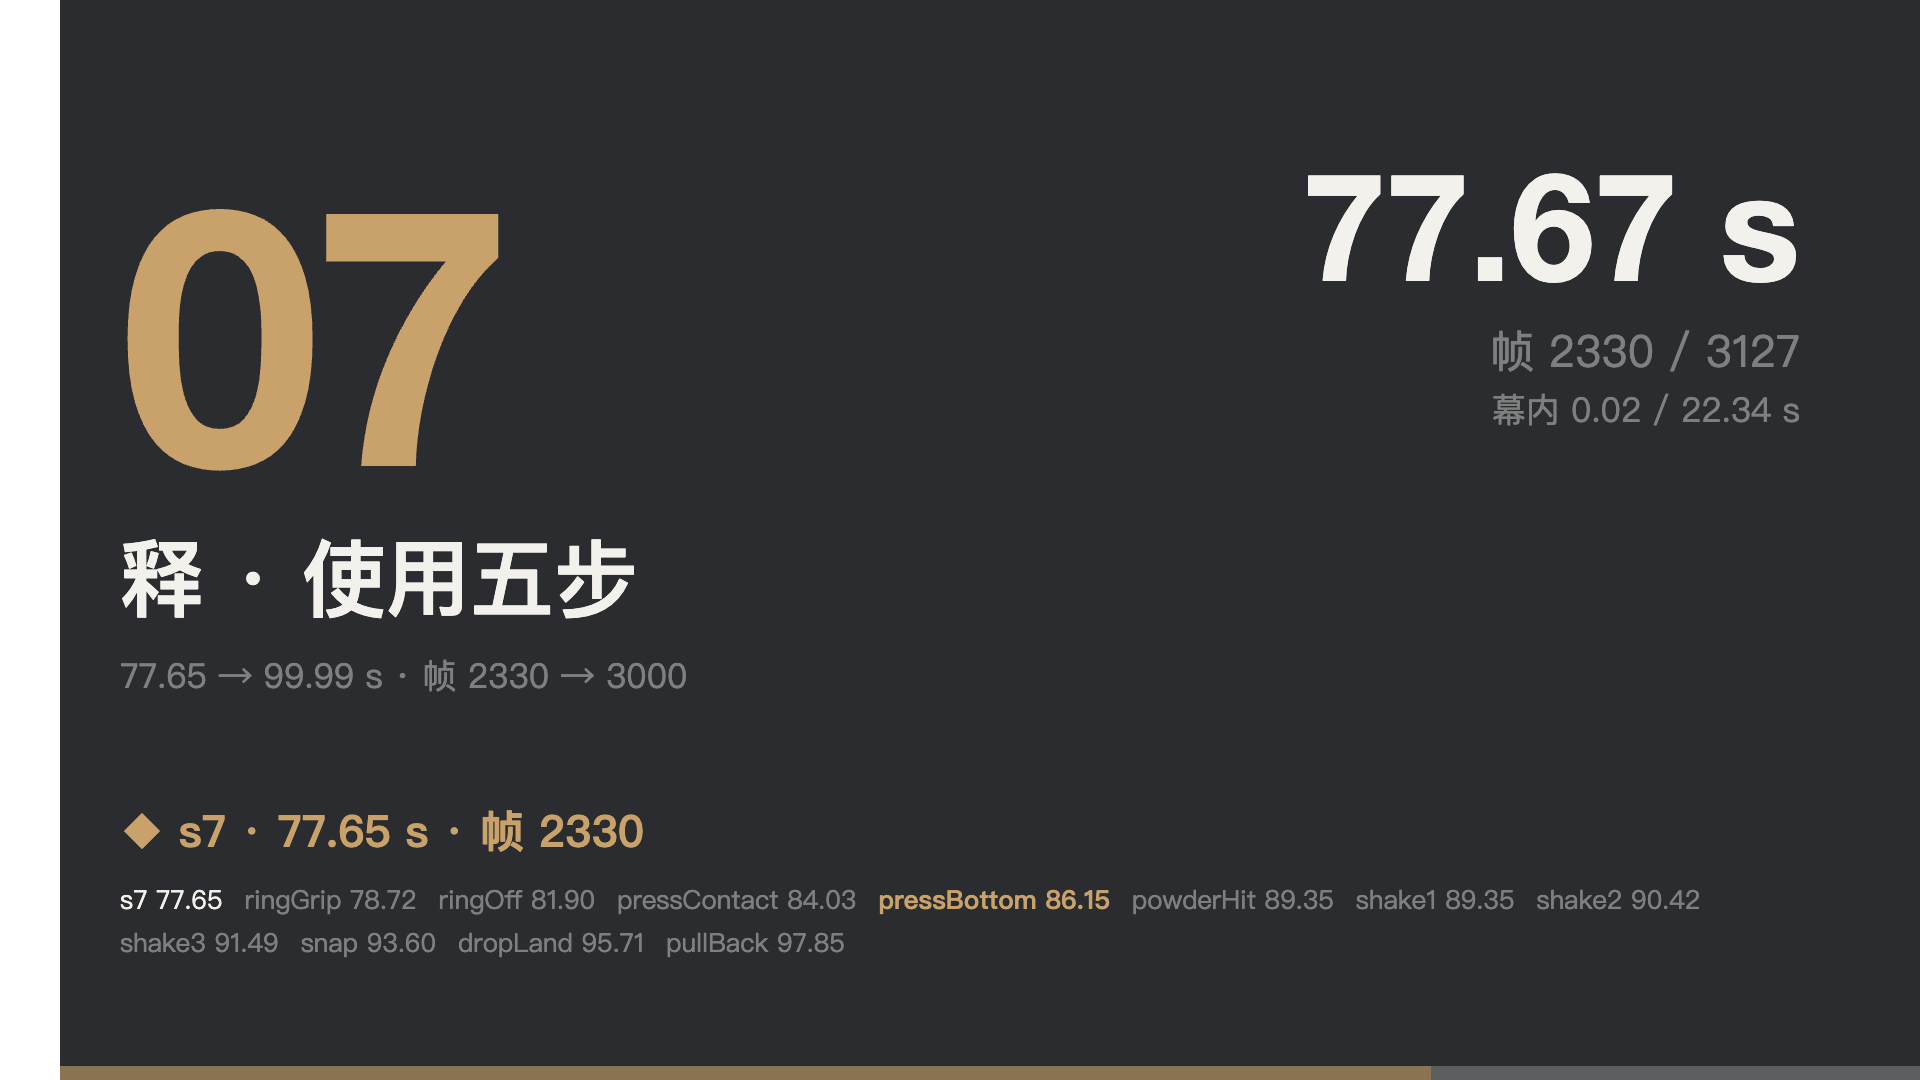 07
77.67 s
帧 2330 / 3127
幕内 0.02 / 22.34 s
释 · 使用五步
77.65 → 99.99 s · 帧 2330 → 3000
◆ s7 · 77.65 s · 帧 2330
s7 77.65 ringGrip 78.72 ringOff 81.90 pressContact 84.03 pressBottom 86.15 powderHit 89.35 shake1 89.35 shake2 90.42
shake3 91.49 snap 93.60 dropLand 95.71 pullBack 97.85